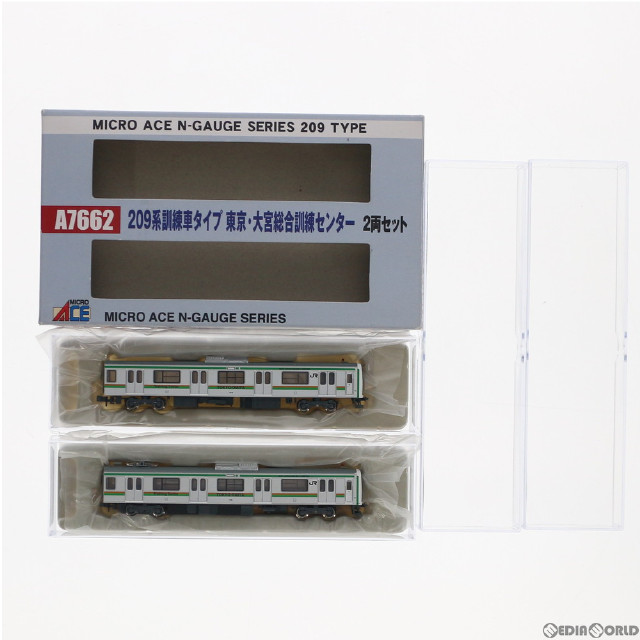 MICRO ACE N-GAUGE SERIES 209 TYPE
A7662 209系訓練車タイプ 東京・大宮総合訓練センター 2両セット
MICRO ACE
MICRO ACE N-GAUGE SERIES
JR
JR
MEDIAWORLD